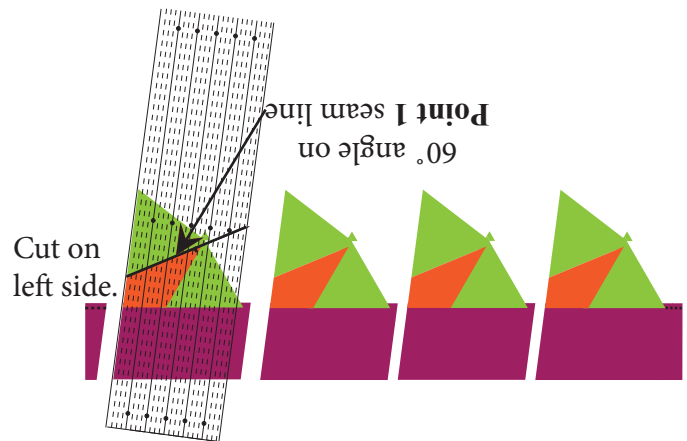 60° angle on
Point 1 seam line
Cut on
left side.